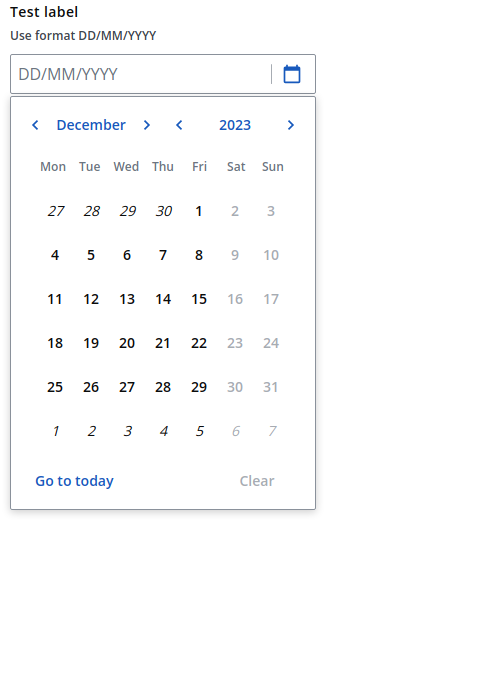 Test label
Use format DD/MM/YYYY
DD/MM/YYYY
December 2023
Mon Tue Wed Thu Fri Sat Sun
27 28 29 30 1 2 3
4 5 6 7 8 9 10
11 12 13 14 15 16 17
18 19 20 21 22 23 24
25 26 27 28 29 30 31
1 2 3 4 5 6 7
Go to today Clear